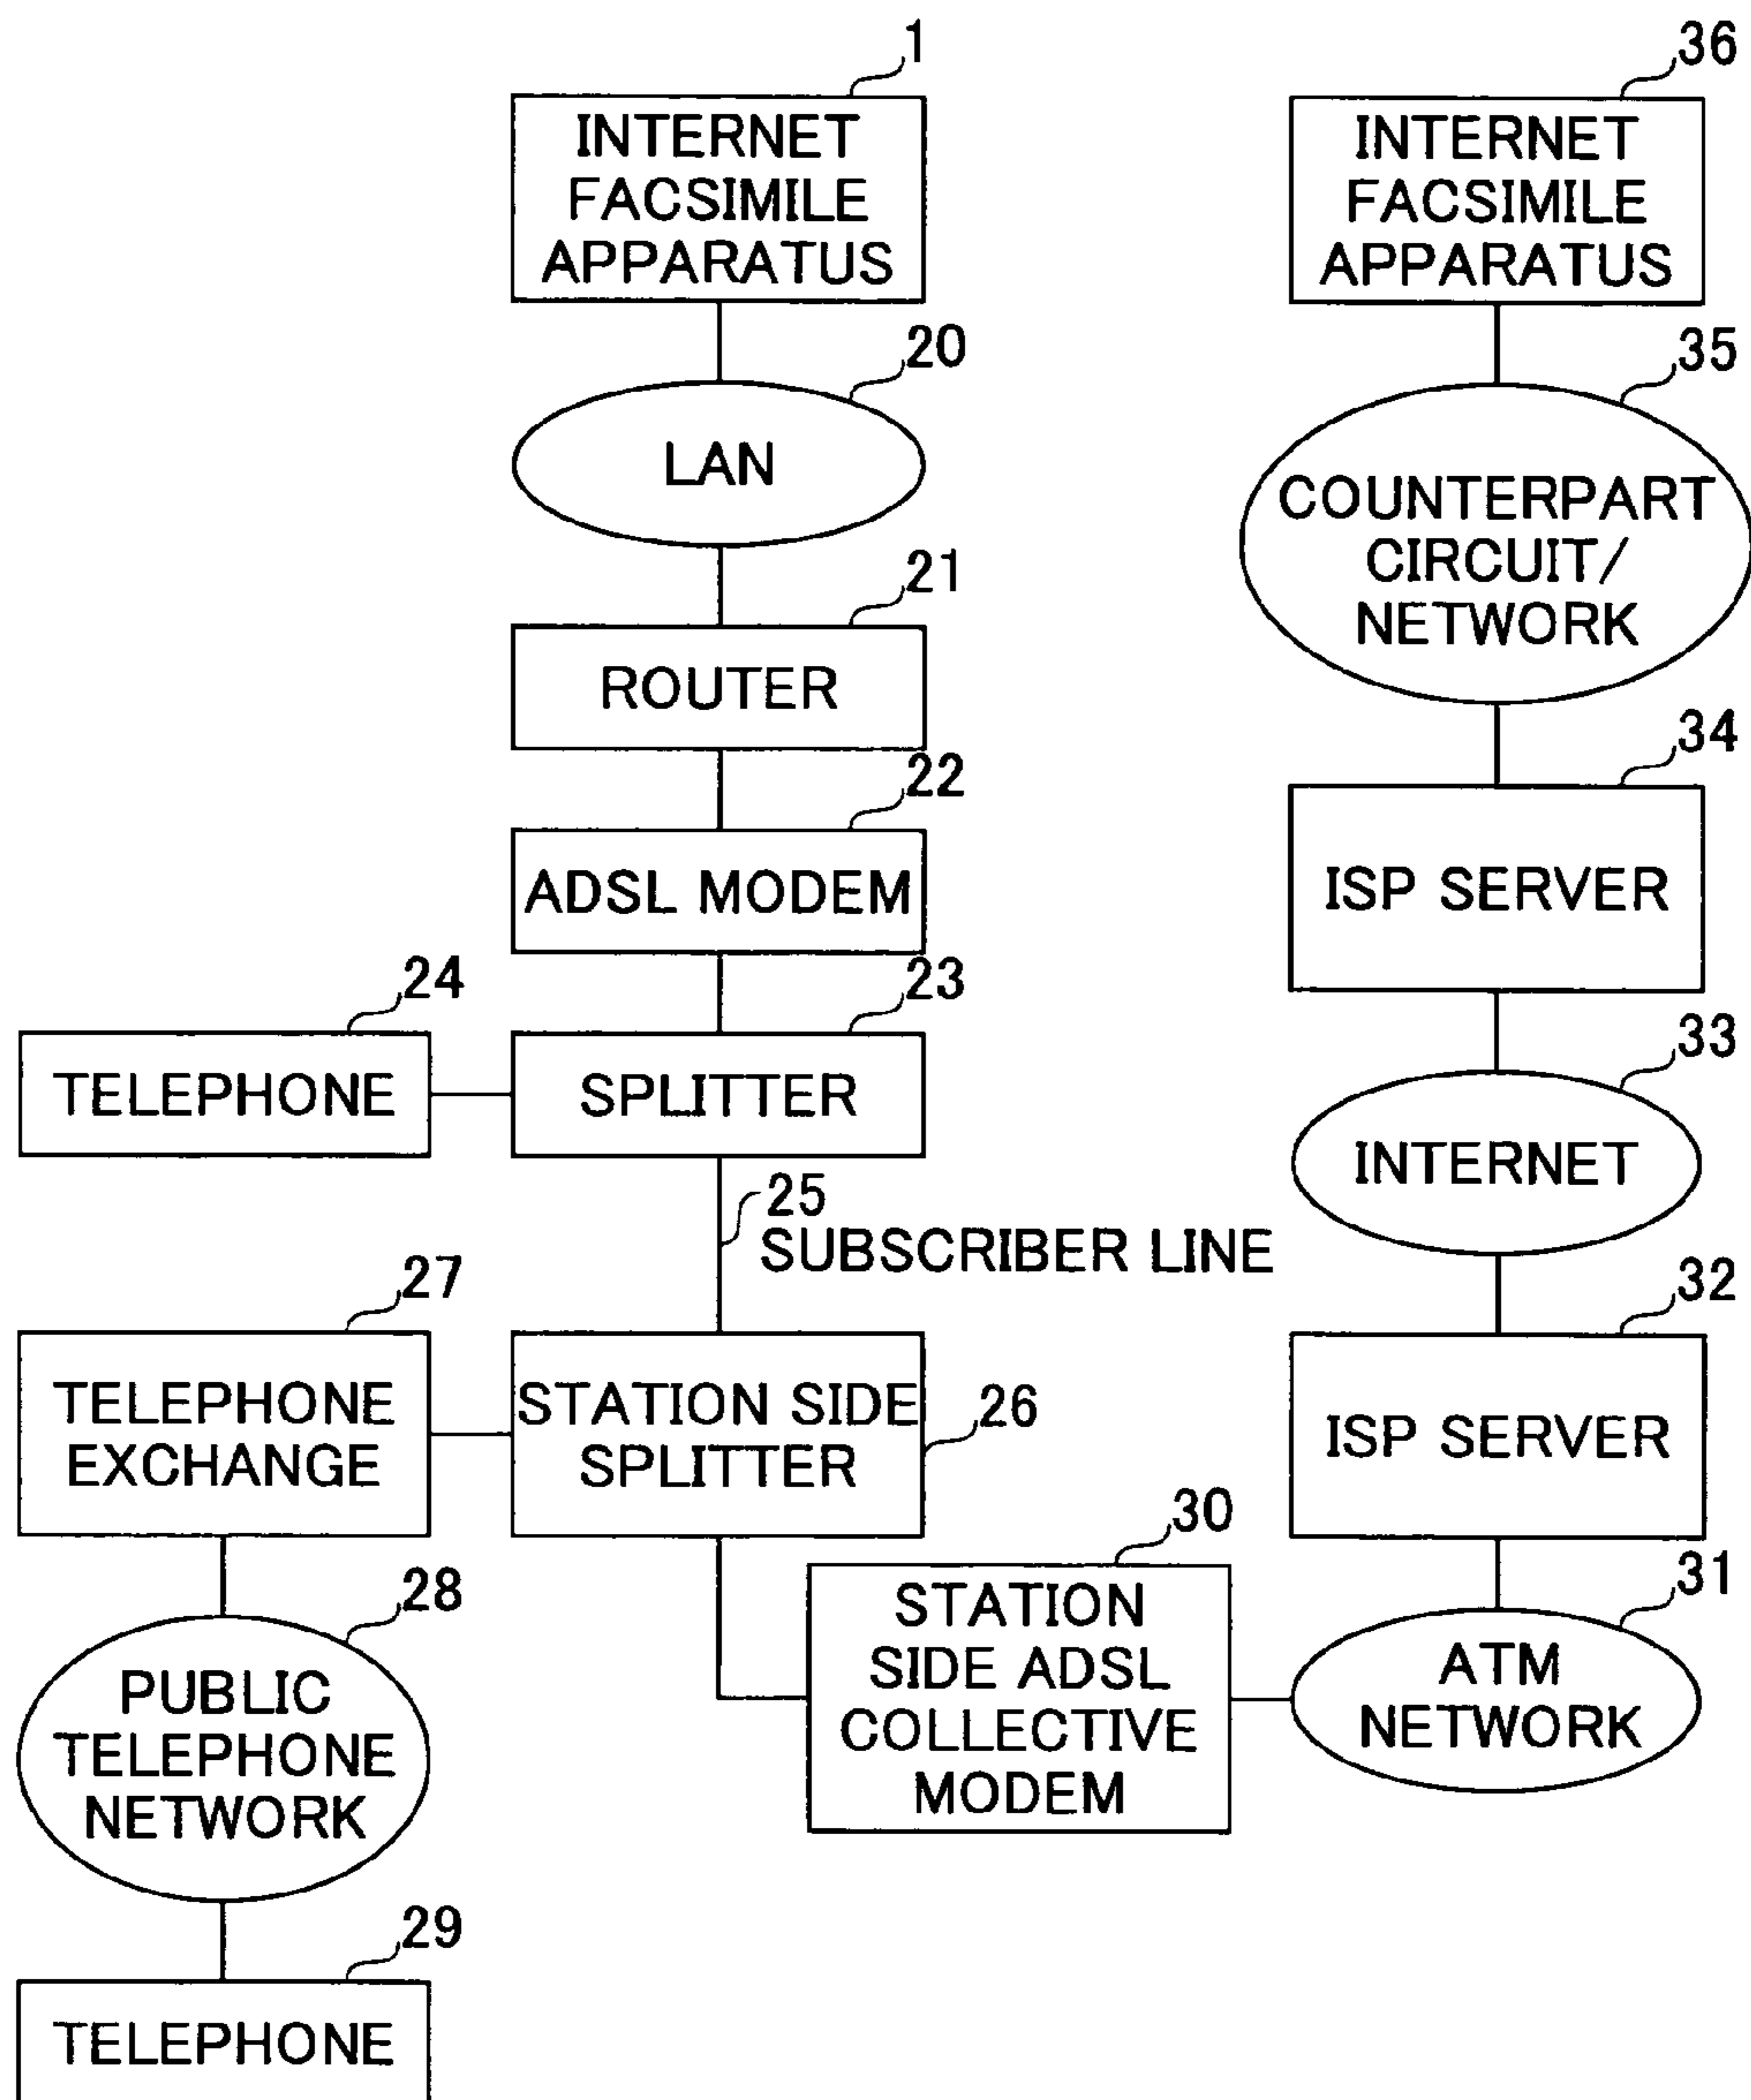 1
INTERNET
FACSIMILE
APPARATUS
20
LAN
21
ROUTER
22
ADSL MODEM
23
SPLITTER
24
TELEPHONE
25
SUBSCRIBER LINE
26
STATION SIDE
SPLITTER
27
TELEPHONE
EXCHANGE
28
PUBLIC
TELEPHONE
NETWORK
29
TELEPHONE
30
STATION
SIDE ADSL
COLLECTIVE
MODEM
31
ATM
NETWORK
32
ISP SERVER
33
INTERNET
34
ISP SERVER
35
COUNTERPART
CIRCUIT/
NETWORK
36
INTERNET
FACSIMILE
APPARATUS